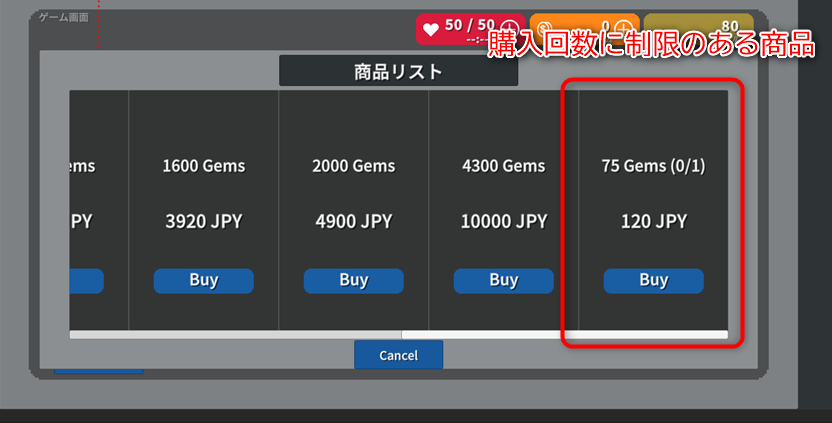 ゲーム画面
50 / 50
--:--
0
80
購入回数に制限のある商品
商品リスト
ems
1600 Gems
2000 Gems
4300 Gems
75 Gems (0/1)
PY
3920 JPY
4900 JPY
10000 JPY
120 JPY
Buy
Buy
Buy
Buy
Cancel